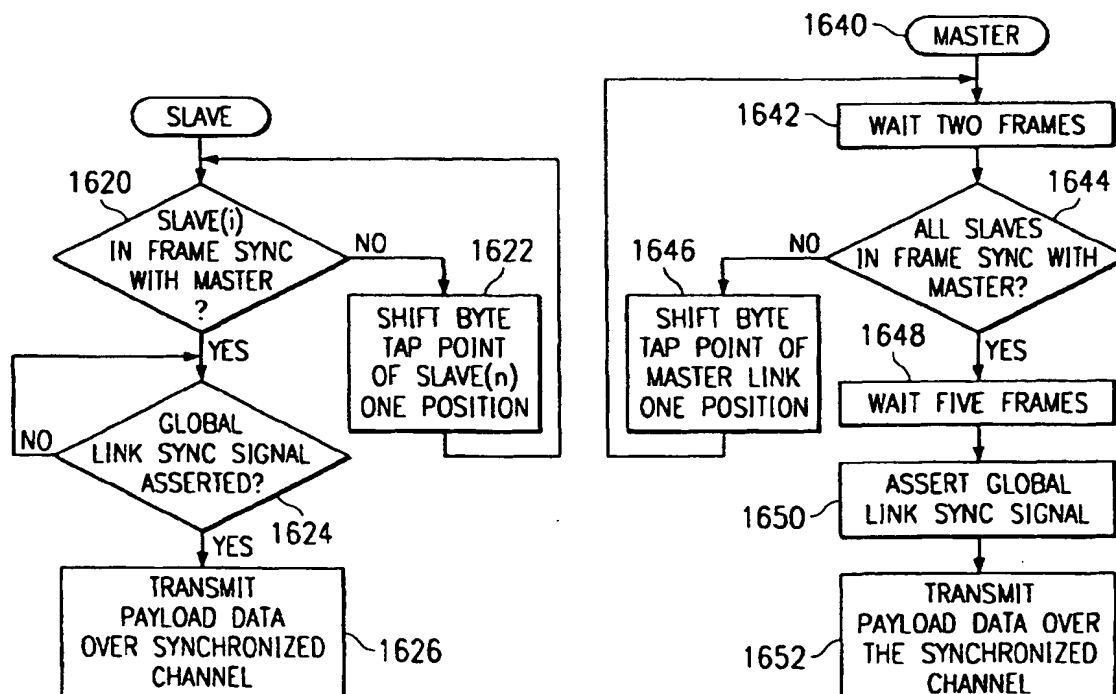 SLAVE
1620
SLAVE(i)
IN FRAME SYNC
WITH MASTER
?
NO
YES
1622
SHIFT BYTE
TAP POINT
OF SLAVE(n)
ONE POSITION
GLOBAL
LINK SYNC SIGNAL
ASSERTED?
NO
1624
YES
TRANSMIT
PAYLOAD DATA
OVER SYNCHRONIZED
CHANNEL
1626
1640
MASTER
1642
WAIT TWO FRAMES
1644
ALL SLAVES
IN FRAME SYNC WITH
MASTER?
NO
1646
SHIFT BYTE
TAP POINT OF
MASTER LINK
ONE POSITION
YES
1648
WAIT FIVE FRAMES
ASSERT GLOBAL
LINK SYNC SIGNAL
1650
TRANSMIT
PAYLOAD DATA OVER
THE SYNCHRONIZED
CHANNEL
1652